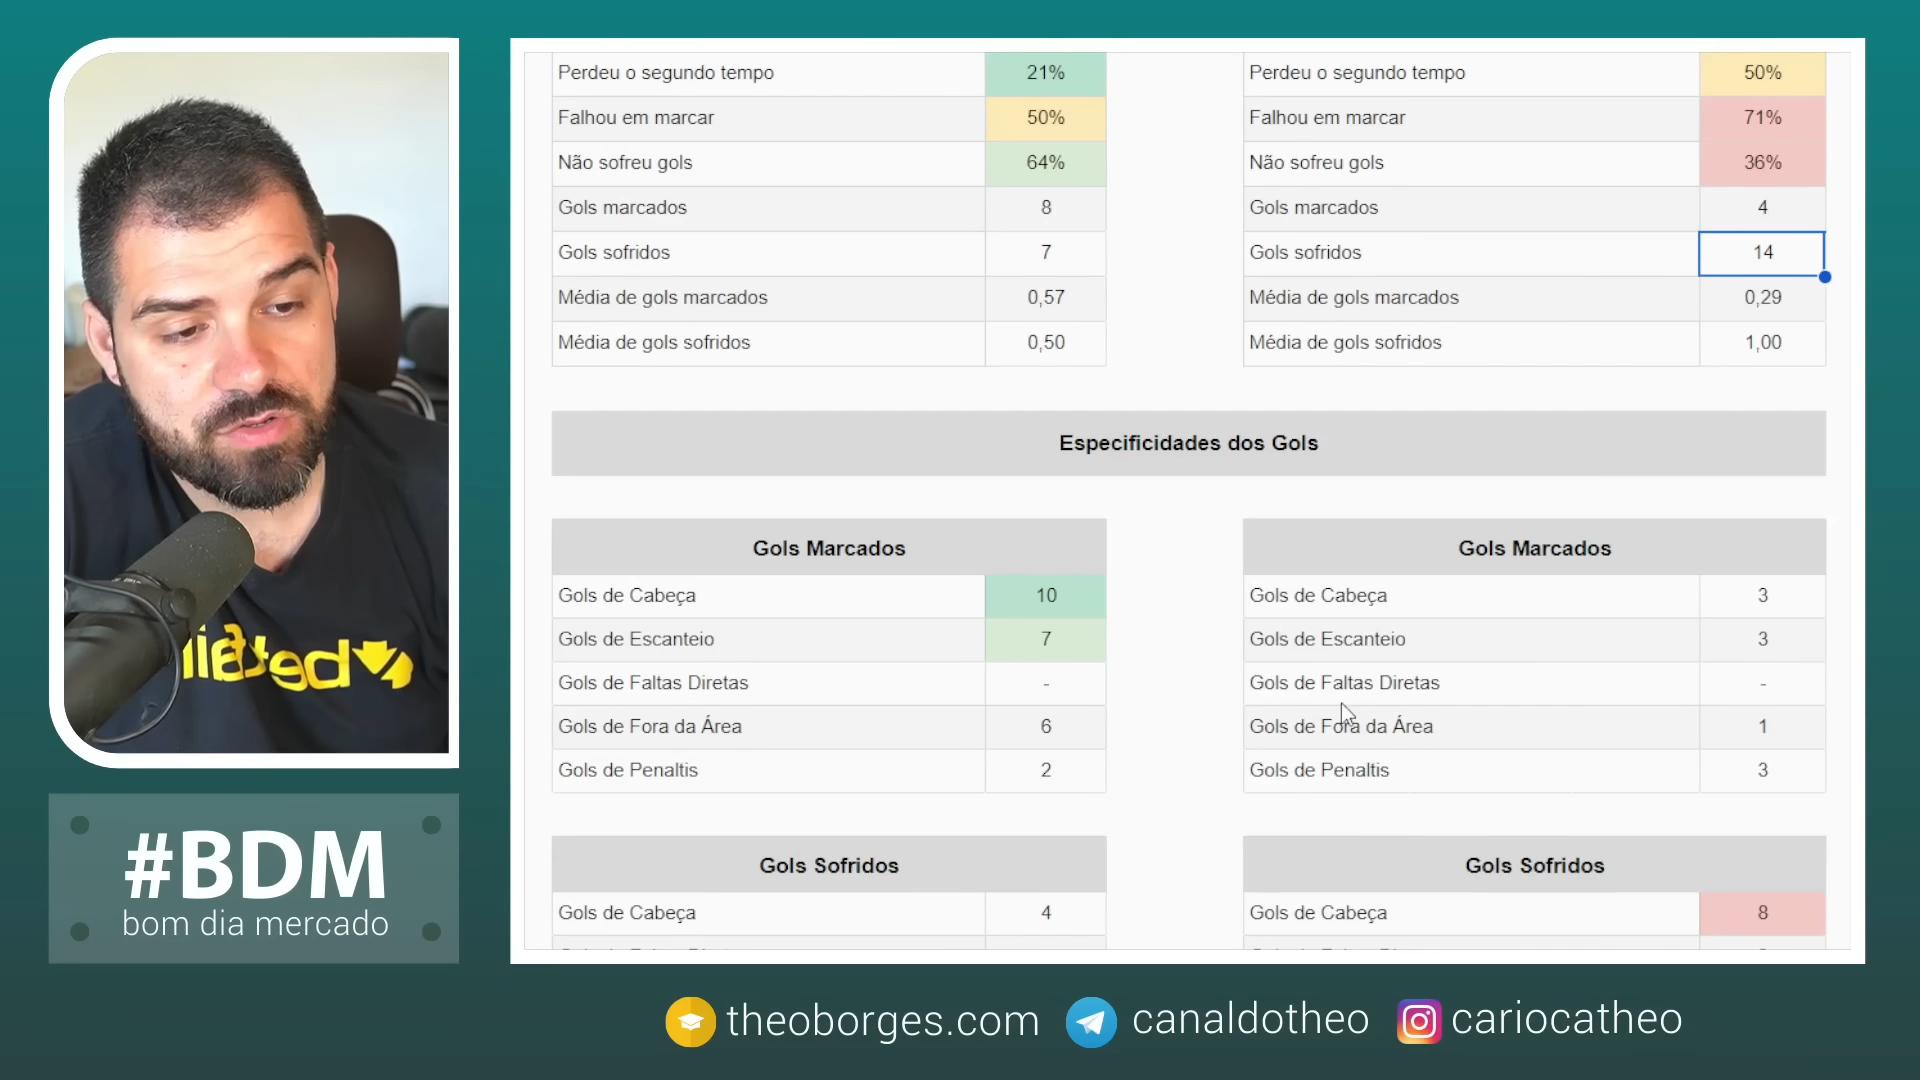 Perdeu o segundo tempo 21%
Falhou em marcar 50%
Não sofreu gols 64%
Gols marcados 8
Gols sofridos 7
Média de gols marcados 0,57
Média de gols sofridos 0,50
Perdeu o segundo tempo 50%
Falhou em marcar 71%
Não sofreu gols 36%
Gols marcados 4
Gols sofridos 14
Média de gols marcados 0,29
Média de gols sofridos 1,00
Especificidades dos Gols
Gols Marcados
Gols de Cabeça 10
Gols de Escanteio 7
Gols de Faltas Diretas -
Gols de Fora da Área 6
Gols de Penaltis 2
Gols Marcados
Gols de Cabeça 3
Gols de Escanteio 3
Gols de Faltas Diretas -
Gols de Fora da Área 1
Gols de Penaltis 3
Gols Sofridos
Gols de Cabeça 4
Gols Sofridos
Gols de Cabeça 8
#BDM
bom dia mercado
theoborges.com
canaldotheo
cariocatheo